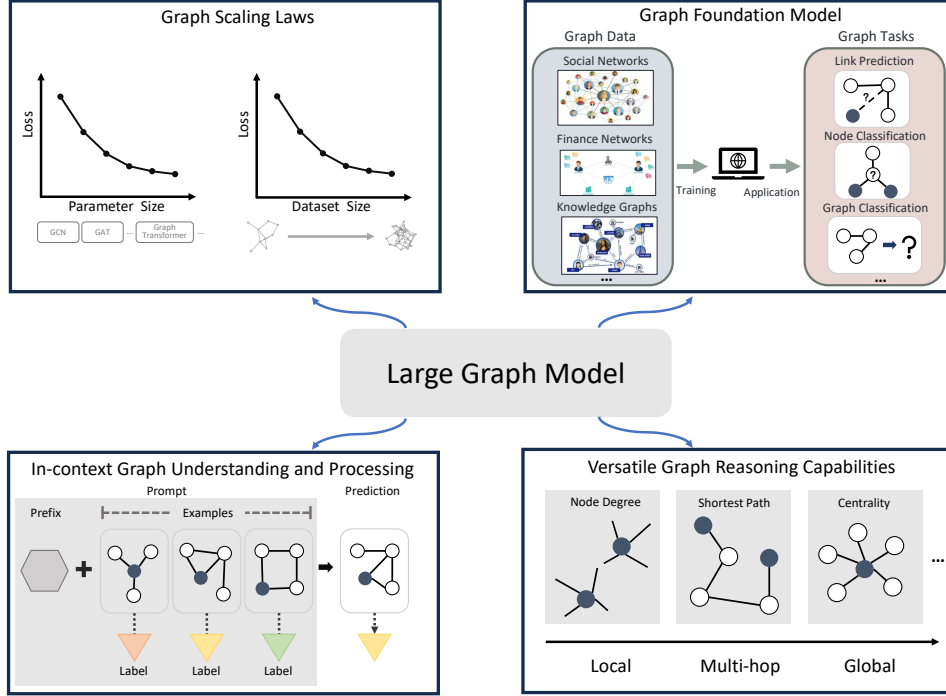 Graph Scaling Laws
Loss
Parameter Size
GCN
GAT
...
Graph
Transformer
...
Loss
Dataset Size
Graph Foundation Model
Graph Data
Social Networks
Finance Networks
Knowledge Graphs
...
Training
Application
Graph Tasks
Link Prediction
?
Node Classification
?
Graph Classification
?
...
Large Graph Model
In-context Graph Understanding and Processing
Prompt
Prediction
Prefix
Examples
+
Label
Label
Label
Versatile Graph Reasoning Capabilities
Node Degree
Shortest Path
Centrality
...
Local
Multi-hop
Global